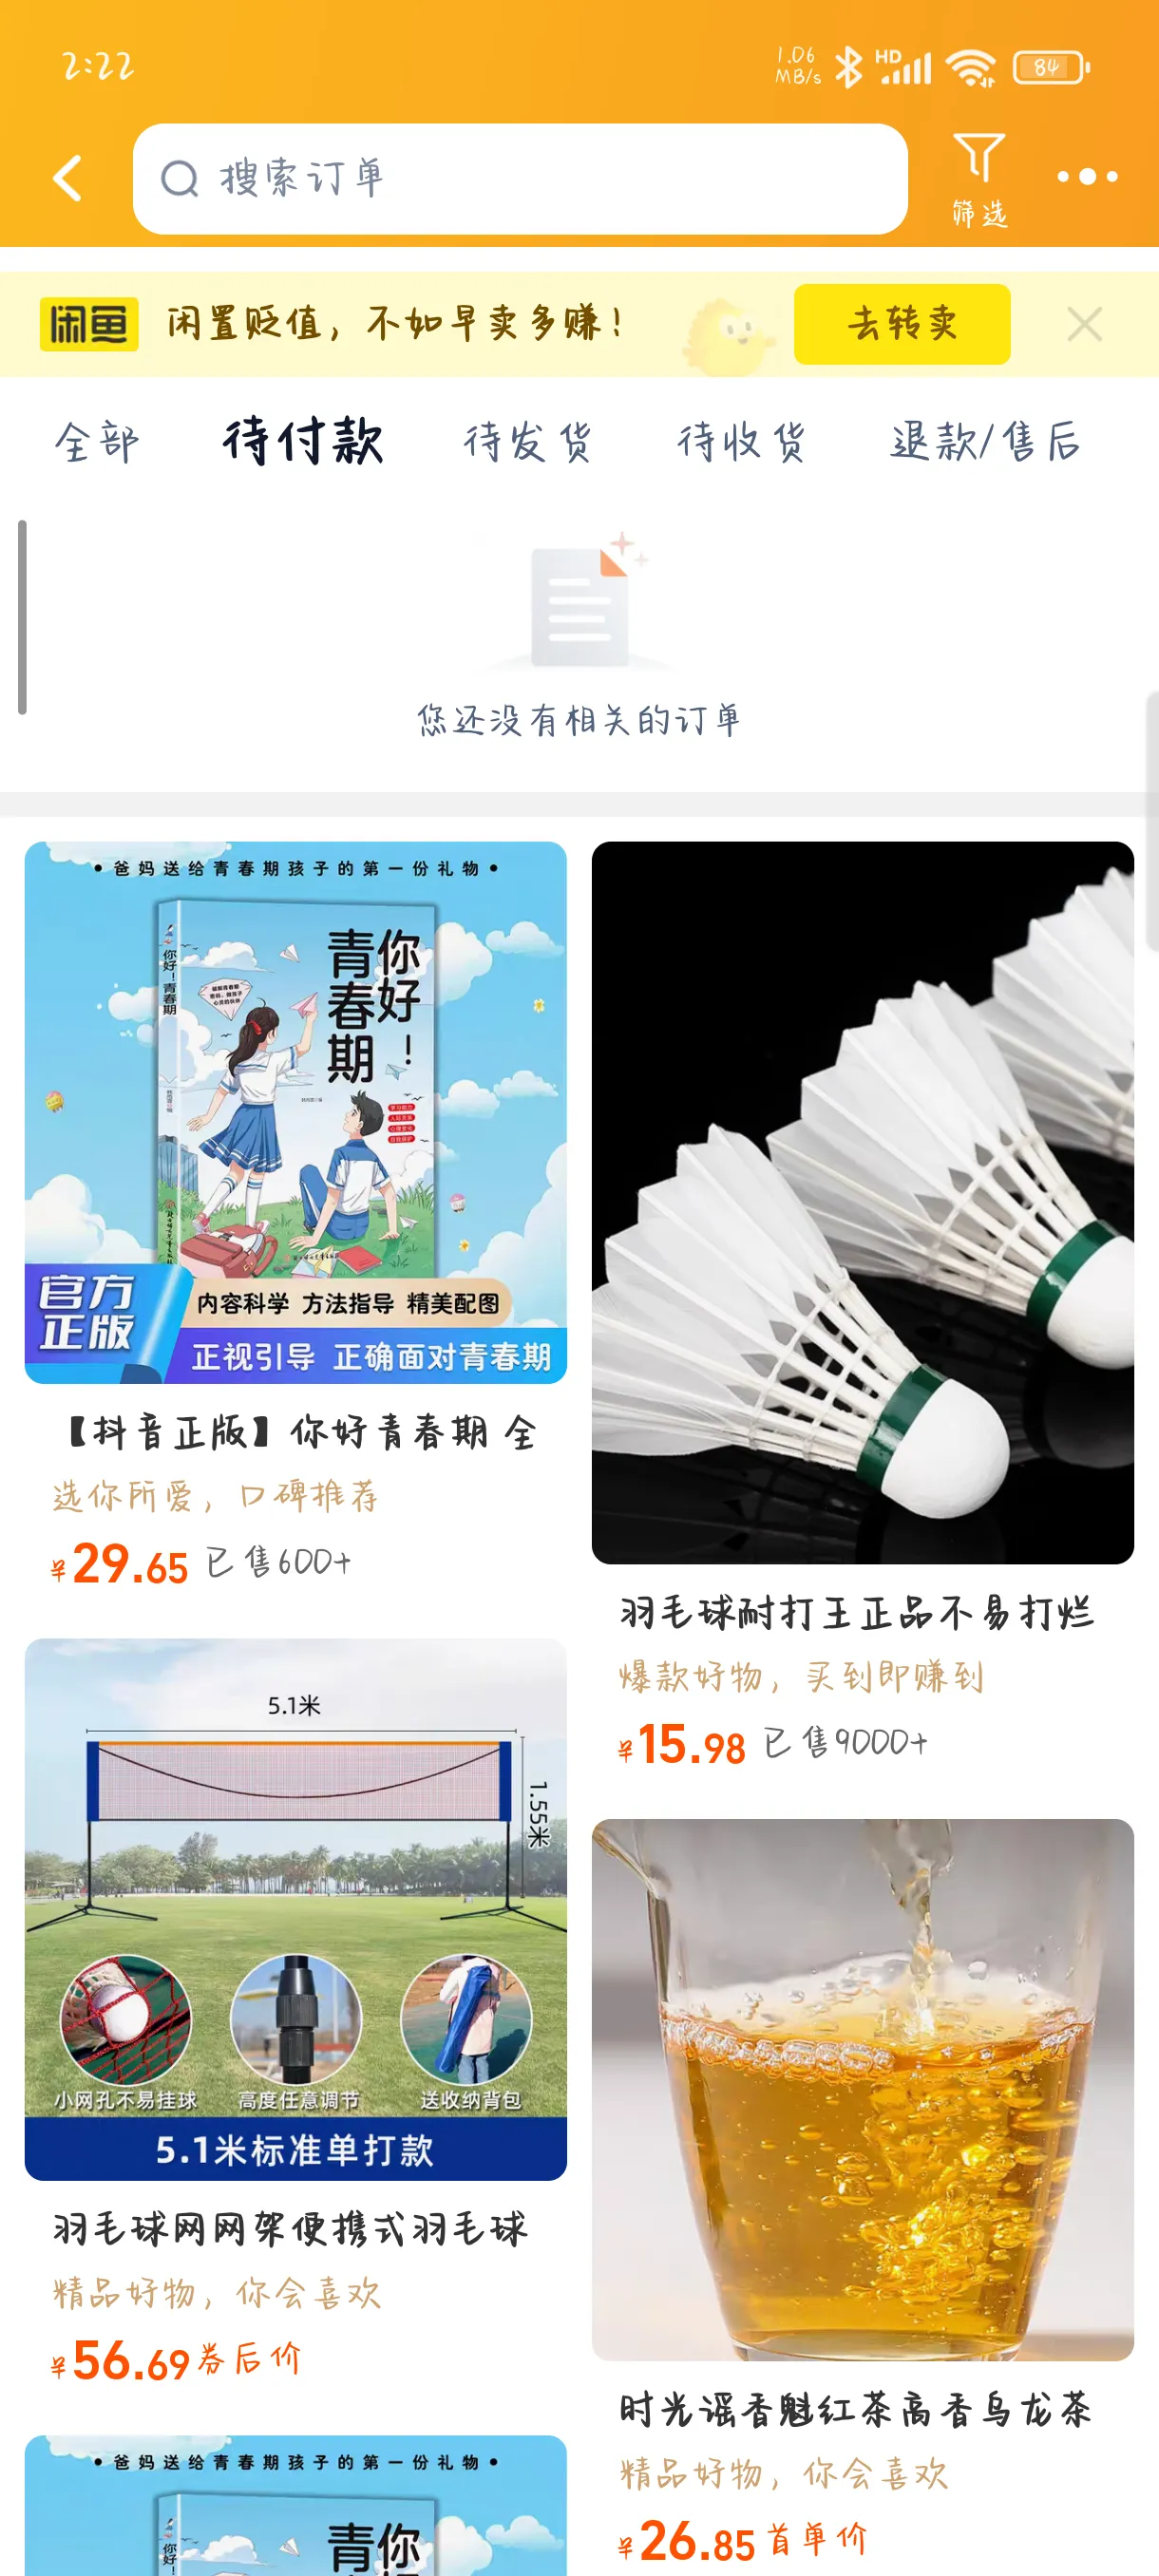 2:22
1.06
MB/s
HD
84
搜索订单
筛选
闲鱼
闲置贬值，不如早卖多赚！
去转卖
全部
待付款
待发货
待收货
退款/售后
您还没有相关的订单
• 爸妈送给青春期孩子的第一份礼物 •
你好！
青春期
你好！青春期
官方
正版
内容科学 方法指导 精美配图
正视引导 正确面对青春期
【抖音正版】你好青春期 全
选你所爱，口碑推荐
¥29.65 已售600+
羽毛球耐打王正品不易打烂
爆款好物，买到即赚到
¥15.98 已售9000+
5.1米
1.55米
小网孔不易挂球
高度任意调节
送收纳背包
5.1米标准单打款
羽毛球网网架便携式羽毛球
精品好物，你会喜欢
¥56.69券后价
时光谣香魁红茶高香乌龙茶
精品好物，你会喜欢
¥26.85首单价
• 爸妈送给青春期孩子的第一份礼物 •
你
青
你好！